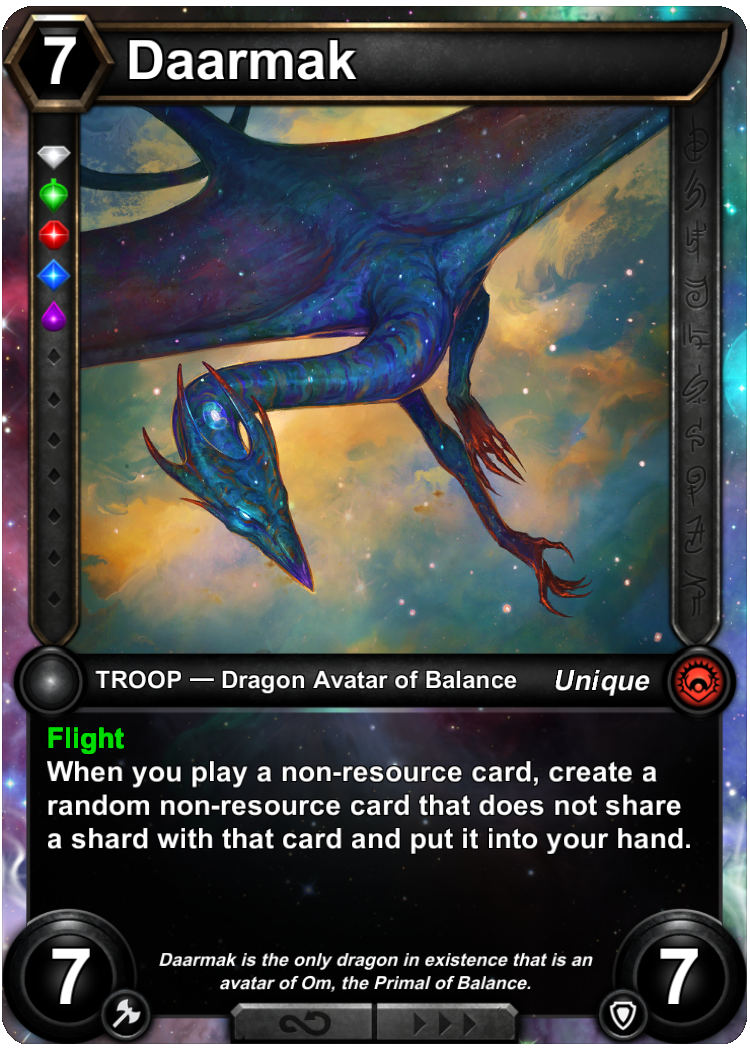 7 Daarmak
TROOP — Dragon Avatar of Balance Unique
Flight
When you play a non-resource card, create a
random non-resource card that does not share
a shard with that card and put it into your hand.
Daarmak is the only dragon in existence that is an
avatar of Om, the Primal of Balance.
7 7